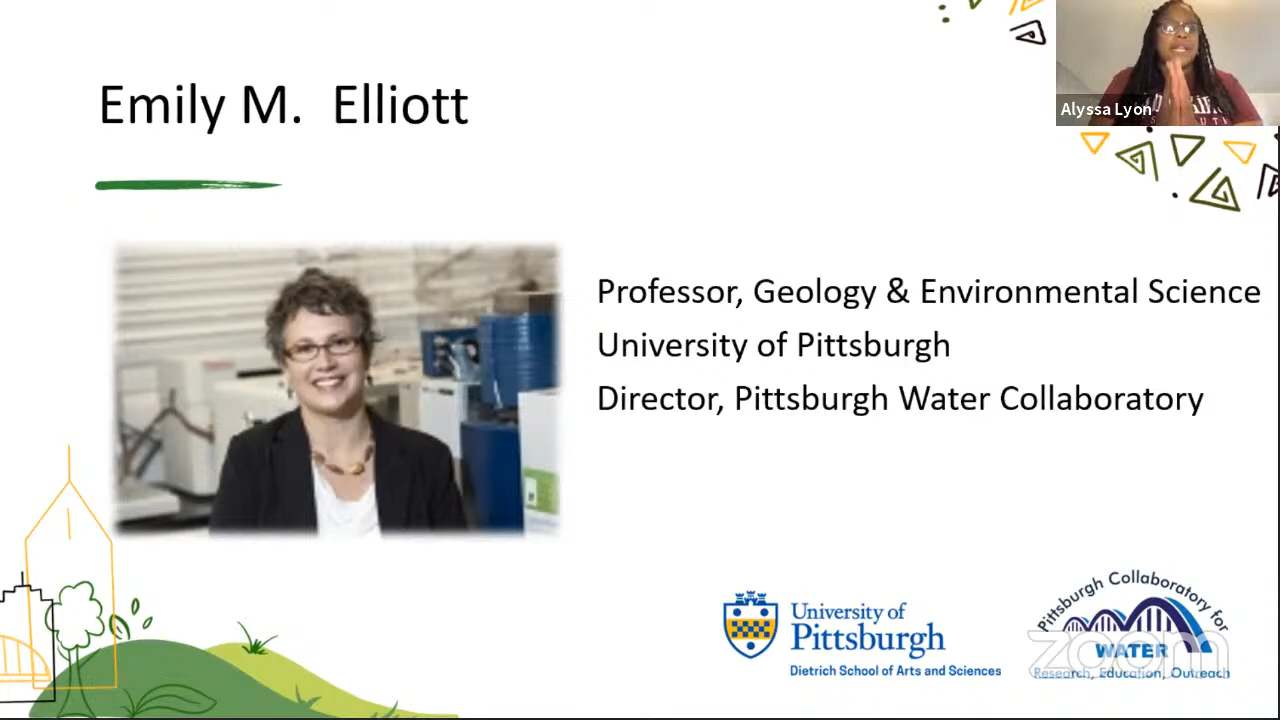 Emily M. Elliott
Alyssa Lyon
Professor, Geology & Environmental Science
University of Pittsburgh
Director, Pittsburgh Water Collaboratory
University of
Pittsburgh
Dietrich School of Arts and Sciences
Pittsburgh Collaboratory for
WATER
Research, Education, Outreach
zoom